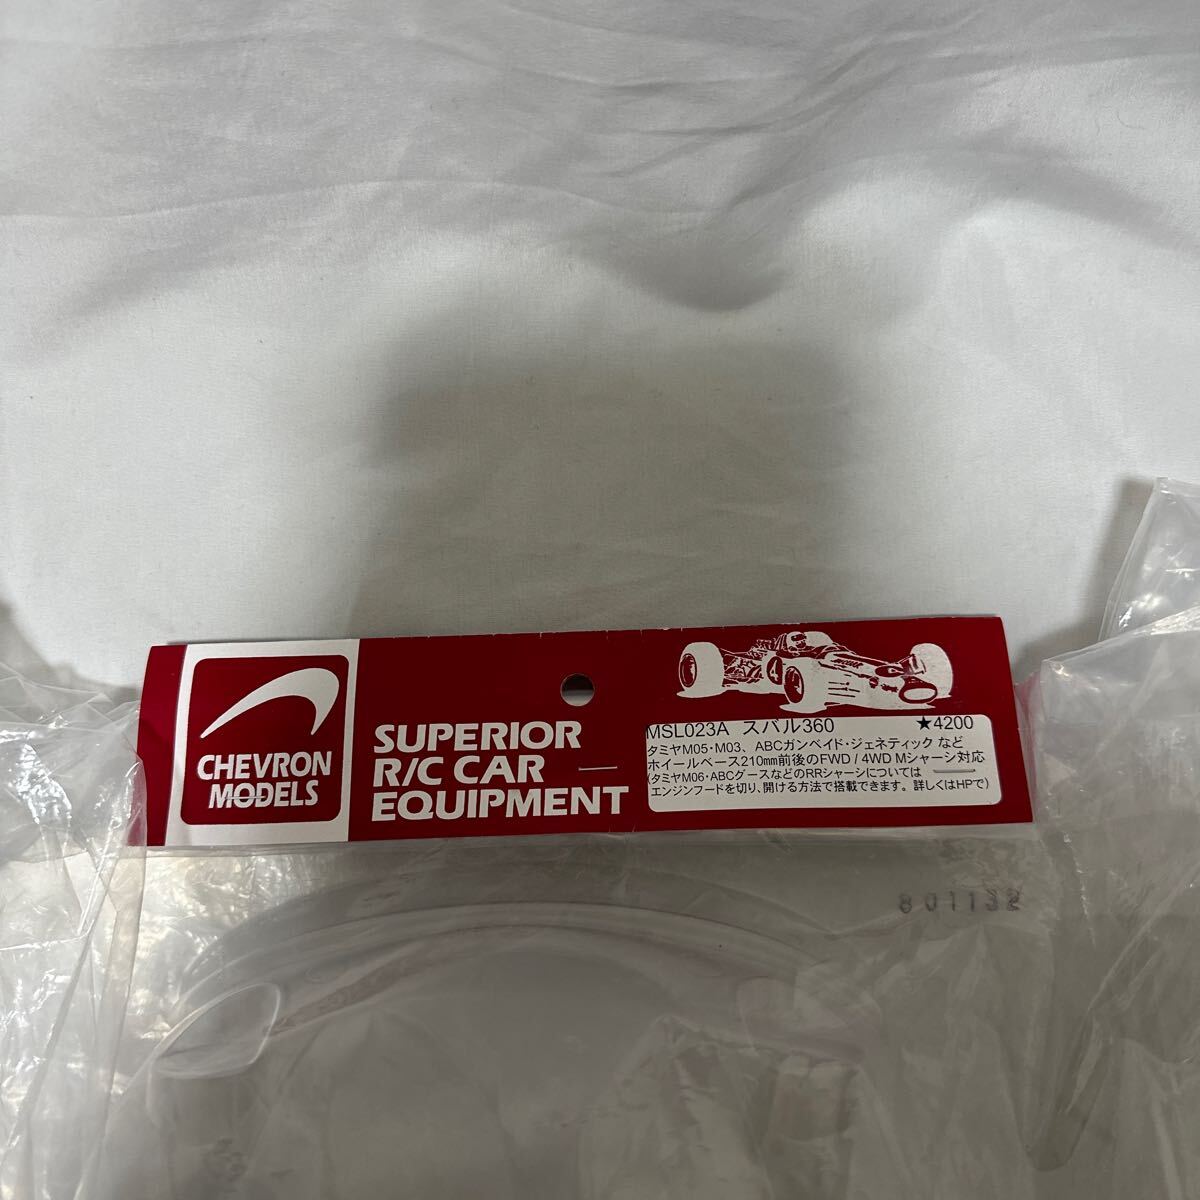 CHEVRON
MODELS
SUPERIOR
R/C CAR
EQUIPMENT
MSL023A スバル360 ★4200
タミヤM05・M03、ABCガンベイド・ジェネティック など
ホイールベース210mm前後のFWD / 4WD Mシャーシ対応
(タミヤM06・ABCグースなどのRRシャーシについては
エンジンフードを切り、開ける方法で搭載できます。詳しくはHPで)
801132